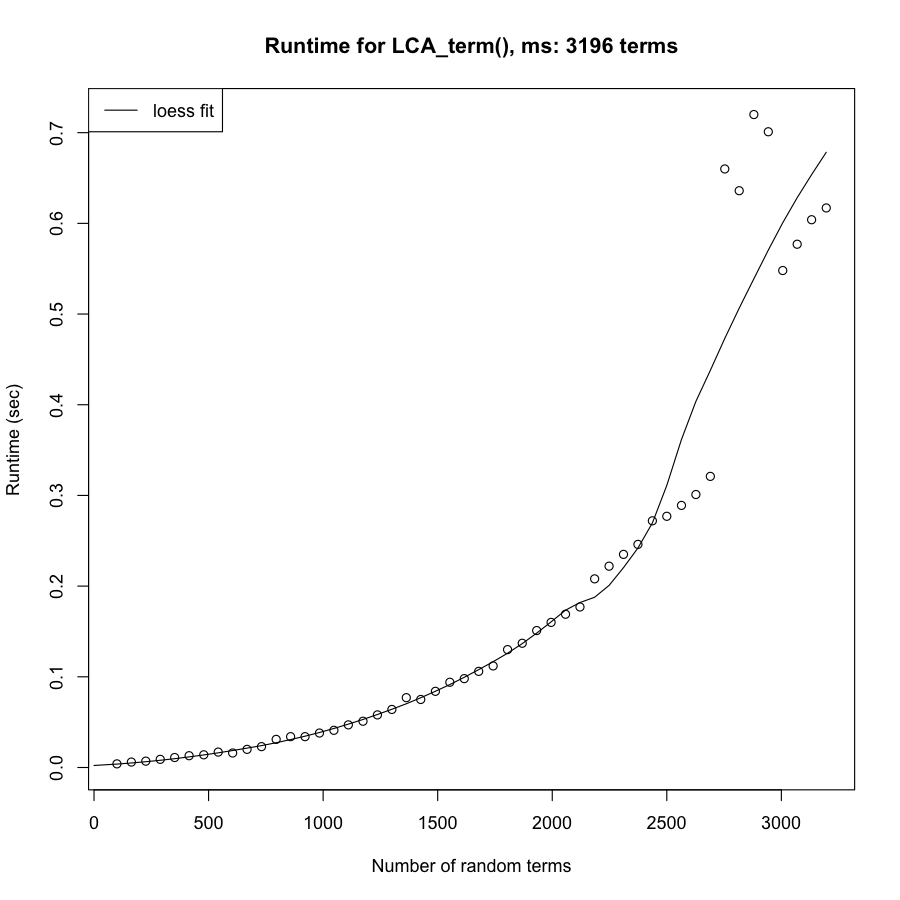 Runtime for LCA_term(), ms: 3196 terms
loess fit
Runtime (sec)
0.7
0.6
0.5
0.4
0.3
0.2
0.1
0.0
0 500 1000 1500 2000 2500 3000
Number of random terms